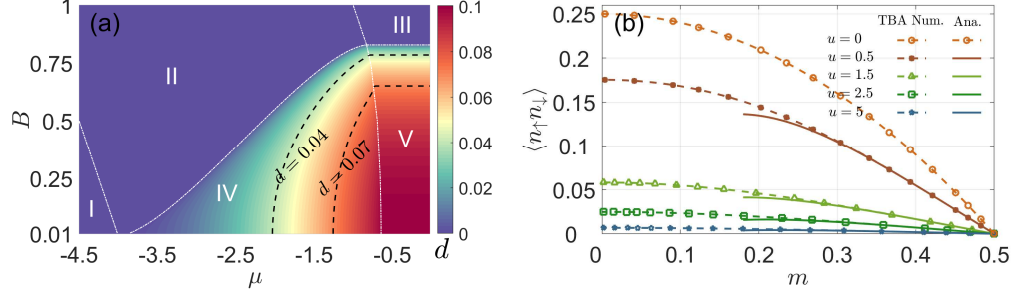 (a)
1
0.75
0.5
0.25
0.01
B
-4.5
-3.5
-2.5
-1.5
-0.5
μ
I
II
III
IV
V
d = 0.04
d = 0.07
0.1
0.08
0.06
0.04
0.02
0
d
(b)
0.25
0.2
0.15
0.1
0.05
0
⟨n↑n↓⟩
0
0.1
0.2
0.3
0.4
0.5
m
TBA Num. Ana.
u = 0
u = 0.5
u = 1.5
u = 2.5
u = 5